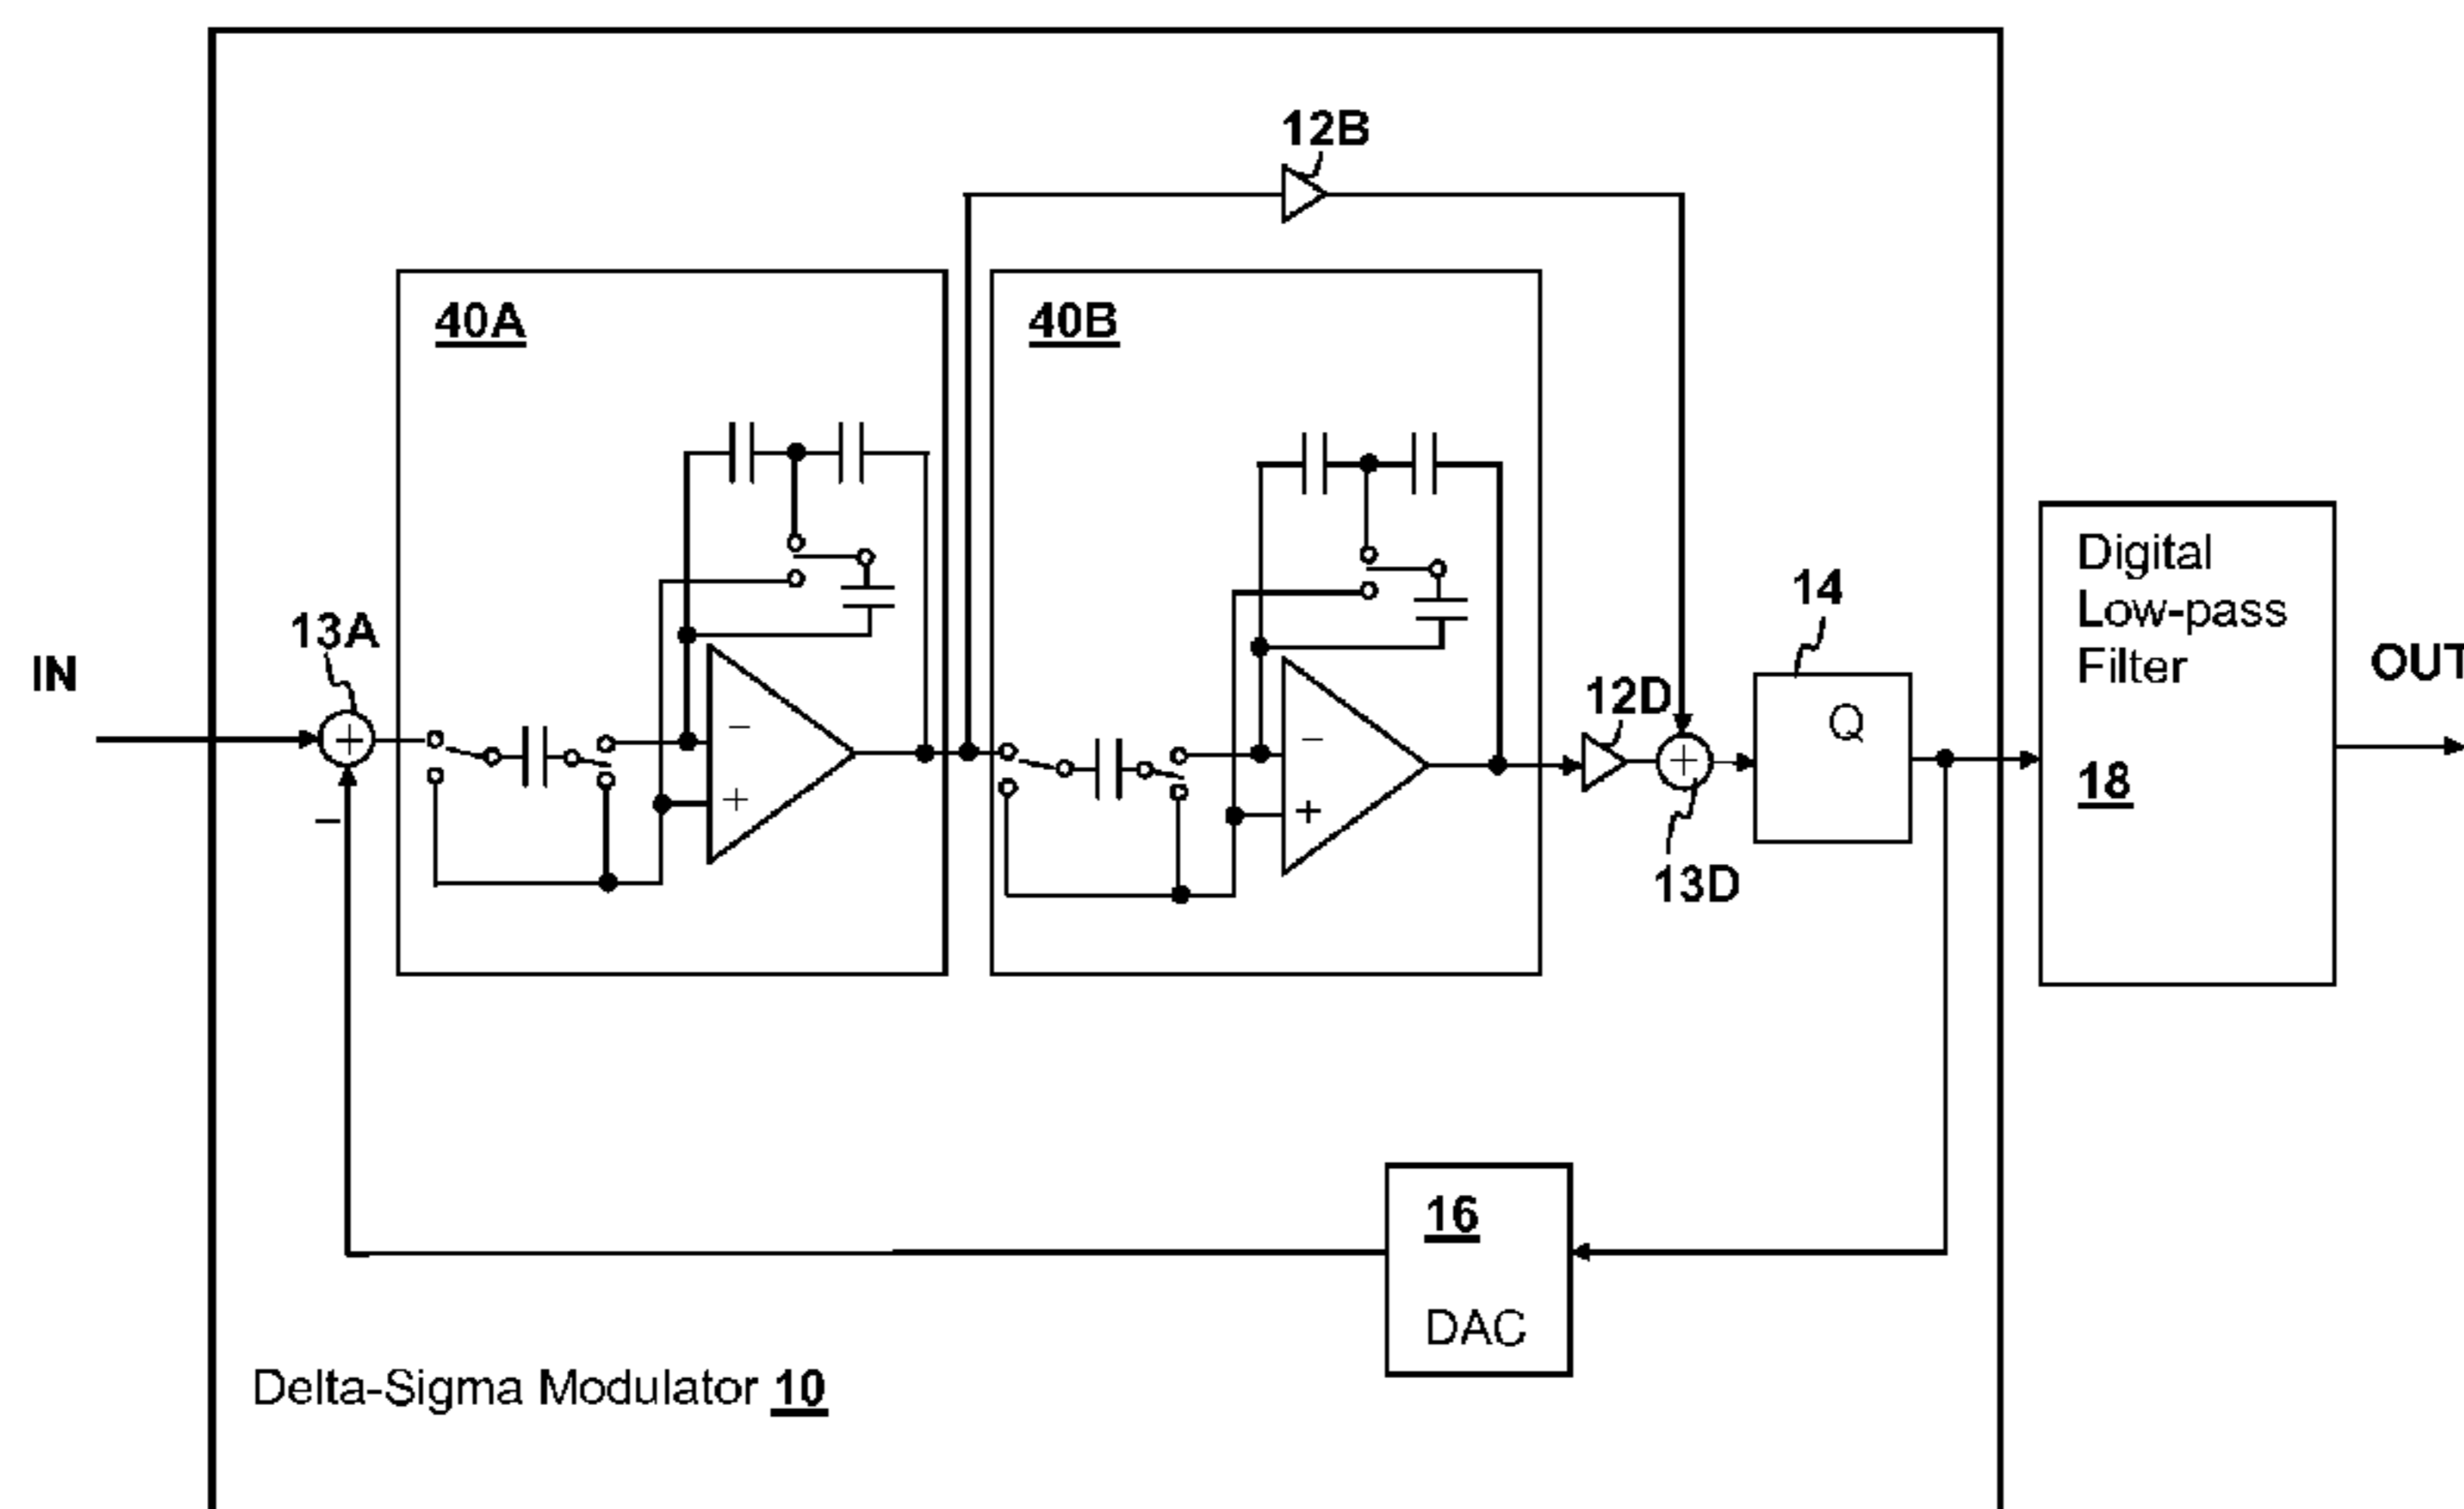 12B
40A
40B
Digital
Low-pass
Filter
18
14
13A
IN
OUT
12D
Q
−
+
−
+
+
+
−
13D
16
DAC
Delta-Sigma Modulator 10